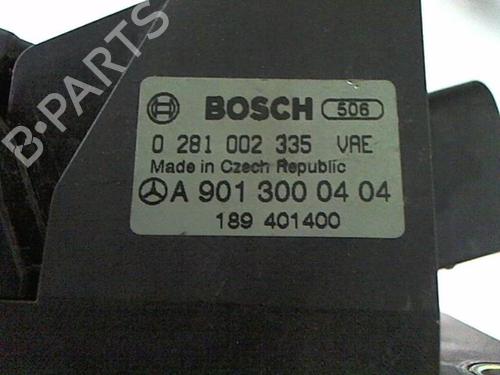 B-PARTS
BOSCH 506
0 281 002 335 VAE
Made in Czech Republic
A 901 300 04 04
189 401400